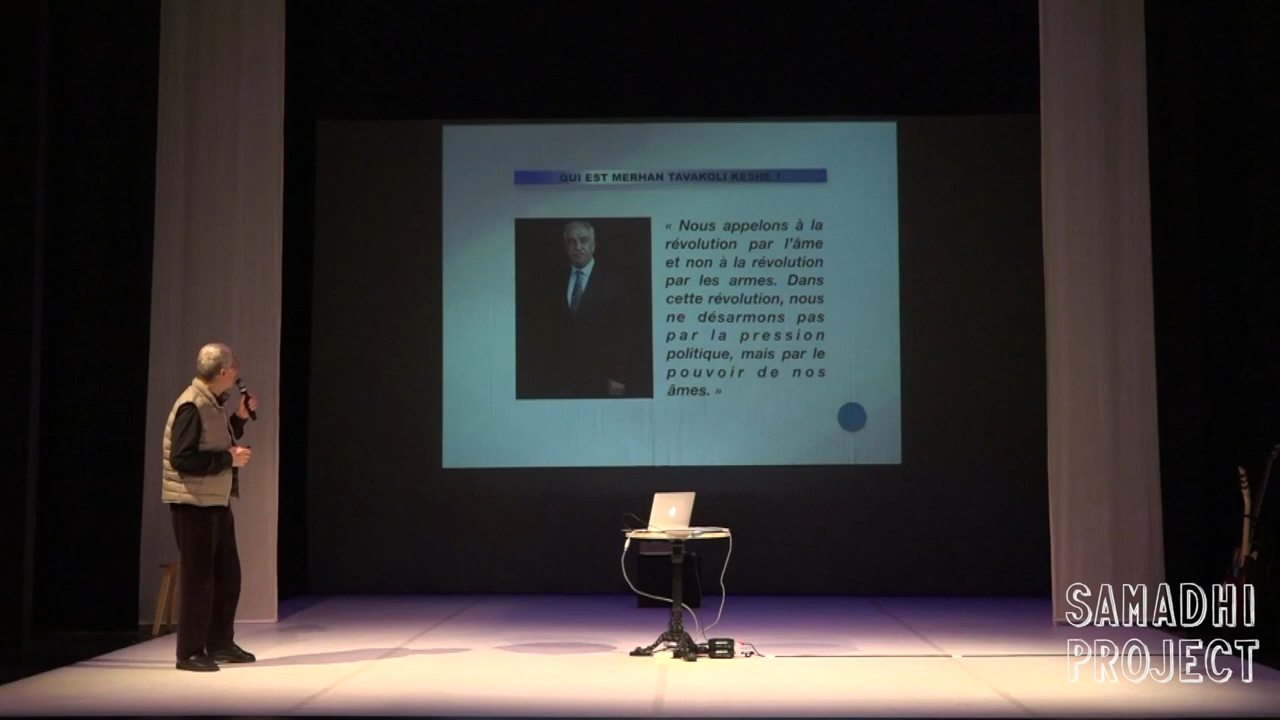 QUI EST MERHAN TAVAKOLI KESHE ?
« Nous appelons à la
révolution par l'âme
et non à la révolution
par les armes. Dans
cette révolution, nous
ne désarmons pas
par la pression
politique, mais par le
pouvoir de nos
âmes. »
SAMADHI
PROJECT